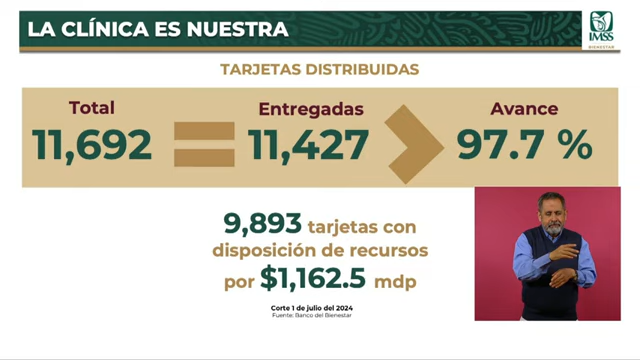 LA CLÍNICA ES NUESTRA
IMSS
BIENESTAR
TARJETAS DISTRIBUIDAS
Total
11,692
Entregadas
11,427
Avance
97.7 %
9,893 tarjetas con
disposición de recursos
por $1,162.5 mdp
Corte 1 de julio del 2024
Fuente: Banco del Bienestar